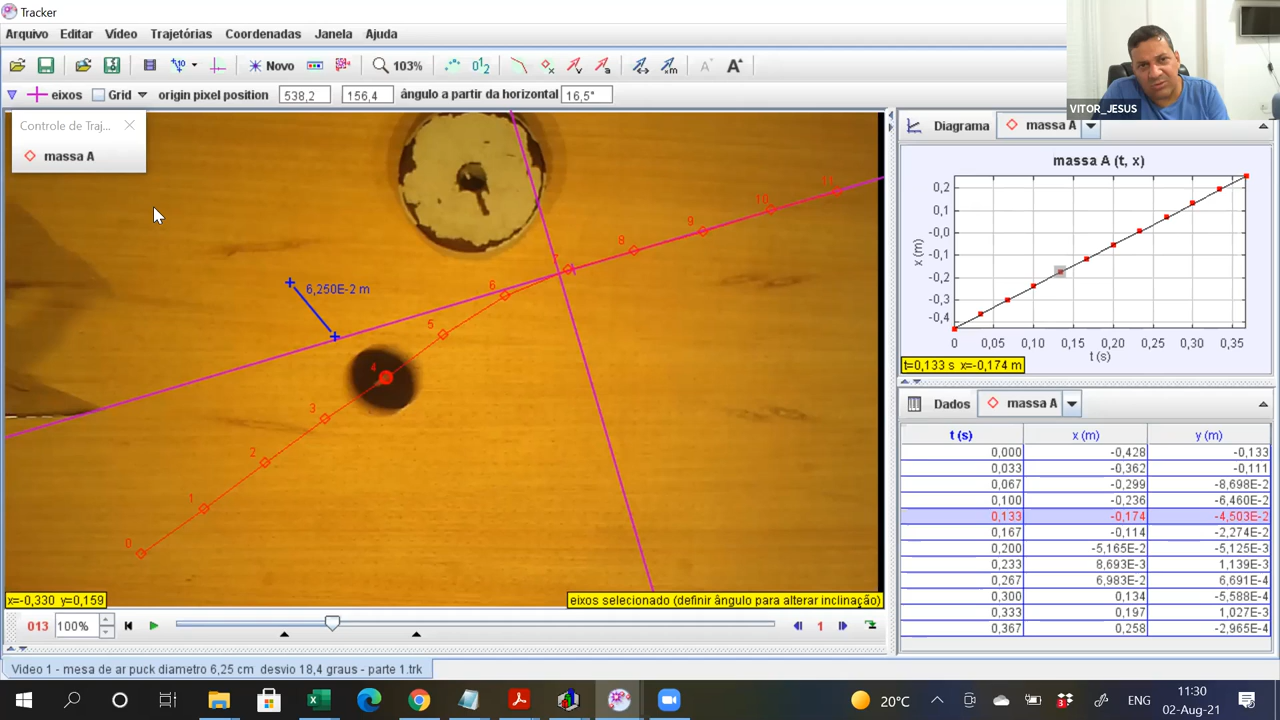 Tracker
Arquivo Editar Vídeo Trajetórias Coordenadas Janela Ajuda
Novo 103%
eixos Grid origin pixel position 538,2 156,4 ângulo a partir da horizontal 16,5°
VITOR_JESUS
Controle de Traj...
massa A
6,250E-2 m
0
1
2
3
4
5
6
8
9
10
11
x=-0,330 y=0,159
eixos selecionado (definir ângulo para alterar inclinação)
013 100% 1
Video 1 - mesa de ar puck diametro 6,25 cm desvio 18,4 graus - parte 1.trk
Diagrama massa A
massa A (t, x)
x (m)
0,2
0,1
-0,0
-0,1
-0,2
-0,3
-0,4
0 0,05 0,10 0,15 0,20 0,25 0,30 0,35
t (s)
t=0,133 s x=-0,174 m
Dados massa A
t (s) x (m) y (m)
0,000 -0,428 -0,133
0,033 -0,362 -0,111
0,067 -0,299 -8,698E-2
0,100 -0,236 -6,460E-2
0,133 -0,174 -4,503E-2
0,167 -0,114 -2,274E-2
0,200 -5,165E-2 -5,125E-3
0,233 8,693E-3 1,139E-3
0,267 6,983E-2 6,691E-4
0,300 0,134 -5,588E-4
0,333 0,197 1,027E-3
0,367 0,258 -2,965E-4
20°C ENG 11:30
02-Aug-21